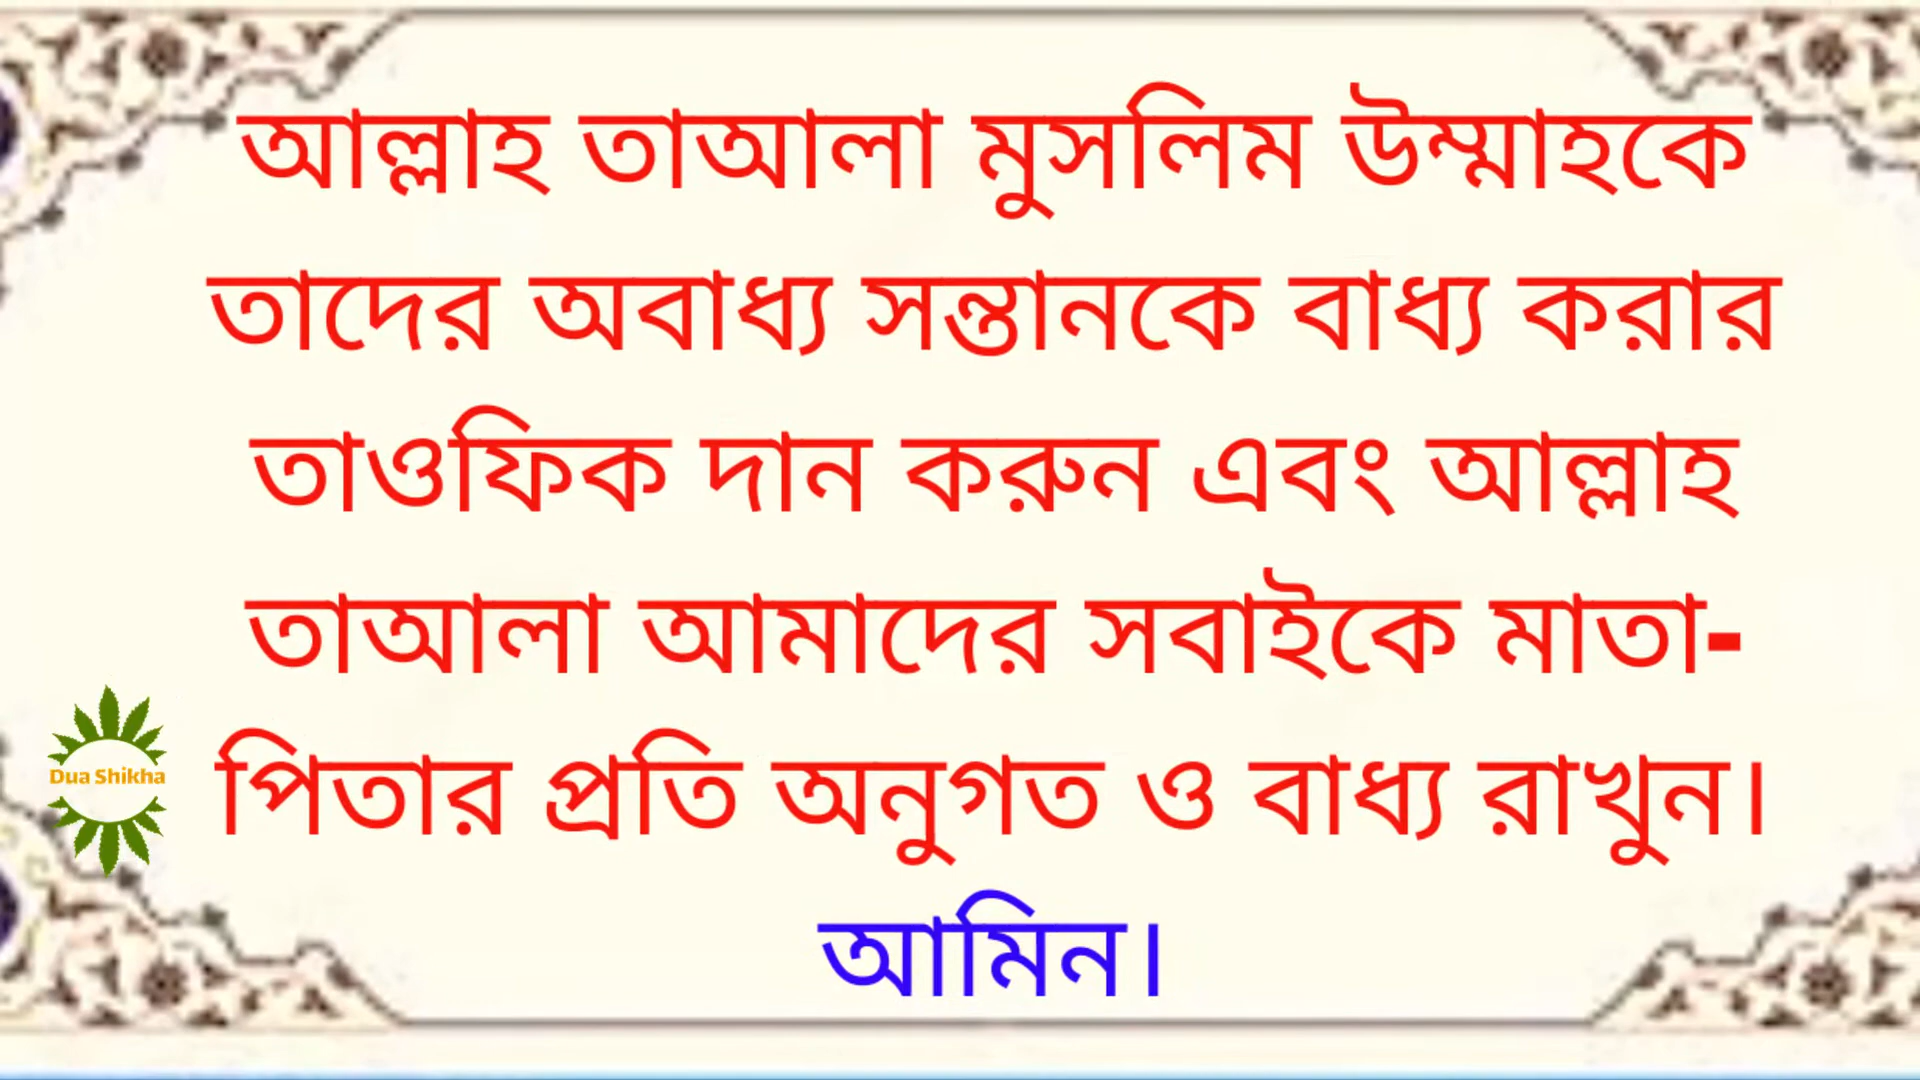 আল্লাহ তাআলা মুসলিম উম্মাহকে
তাদের অবাধ্য সন্তানকে বাধ্য করার
তাওফিক দান করুন এবং আল্লাহ
তাআলা আমাদের সবাইকে মাতা-
পিতার প্রতি অনুগত ও বাধ্য রাখুন।
আমিন।
Dua Shikha